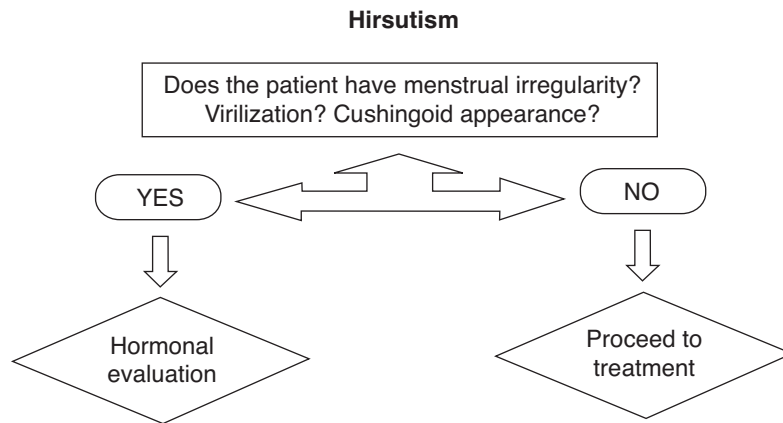 Hirsutism
Does the patient have menstrual irregularity?
Virilization? Cushingoid appearance?
YES
NO
Hormonal
evaluation
Proceed to
treatment